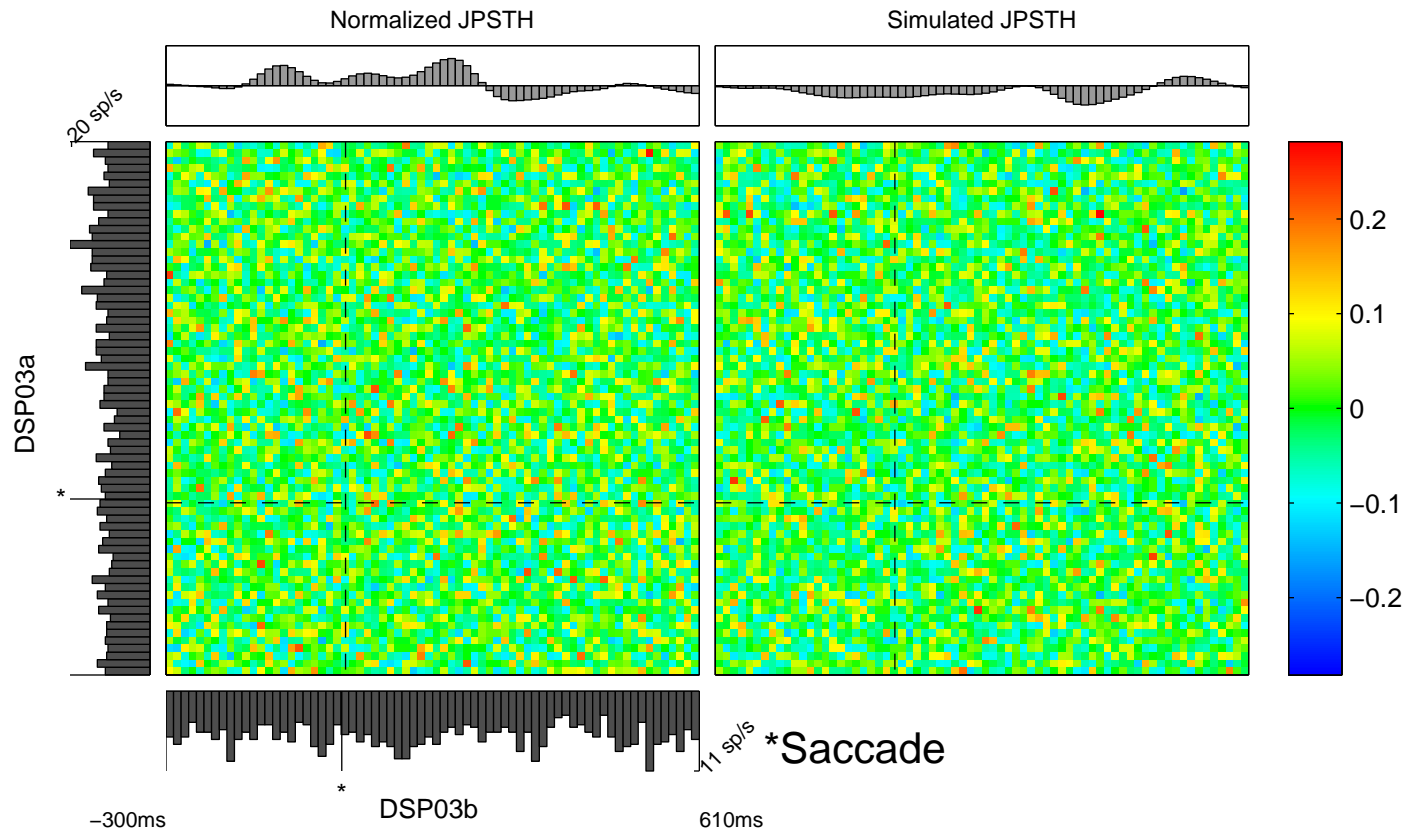 Normalized JPSTH
Simulated JPSTH
20 sp/s
DSP03a
*
0.2
0.1
0
−0.1
−0.2
11 sp/s
*Saccade
*
DSP03b
−300ms
610ms